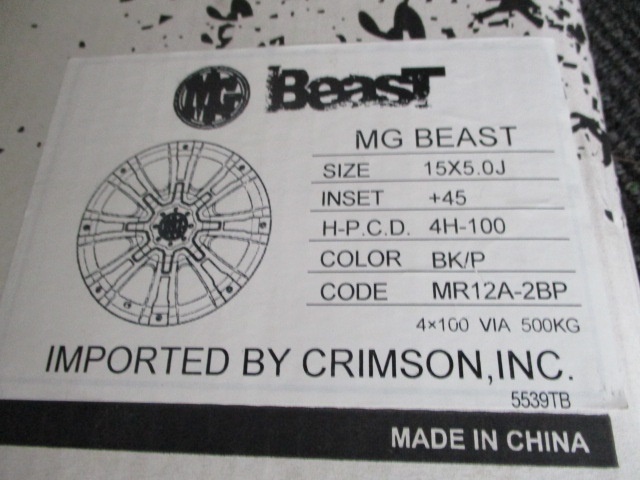 MG Beast
MG BEAST
SIZE 15X5.0J
INSET +45
H-P.C.D. 4H-100
COLOR BK/P
CODE MR12A-2BP
4×100 VIA 500KG
IMPORTED BY CRIMSON,INC.
5539TB
MADE IN CHINA